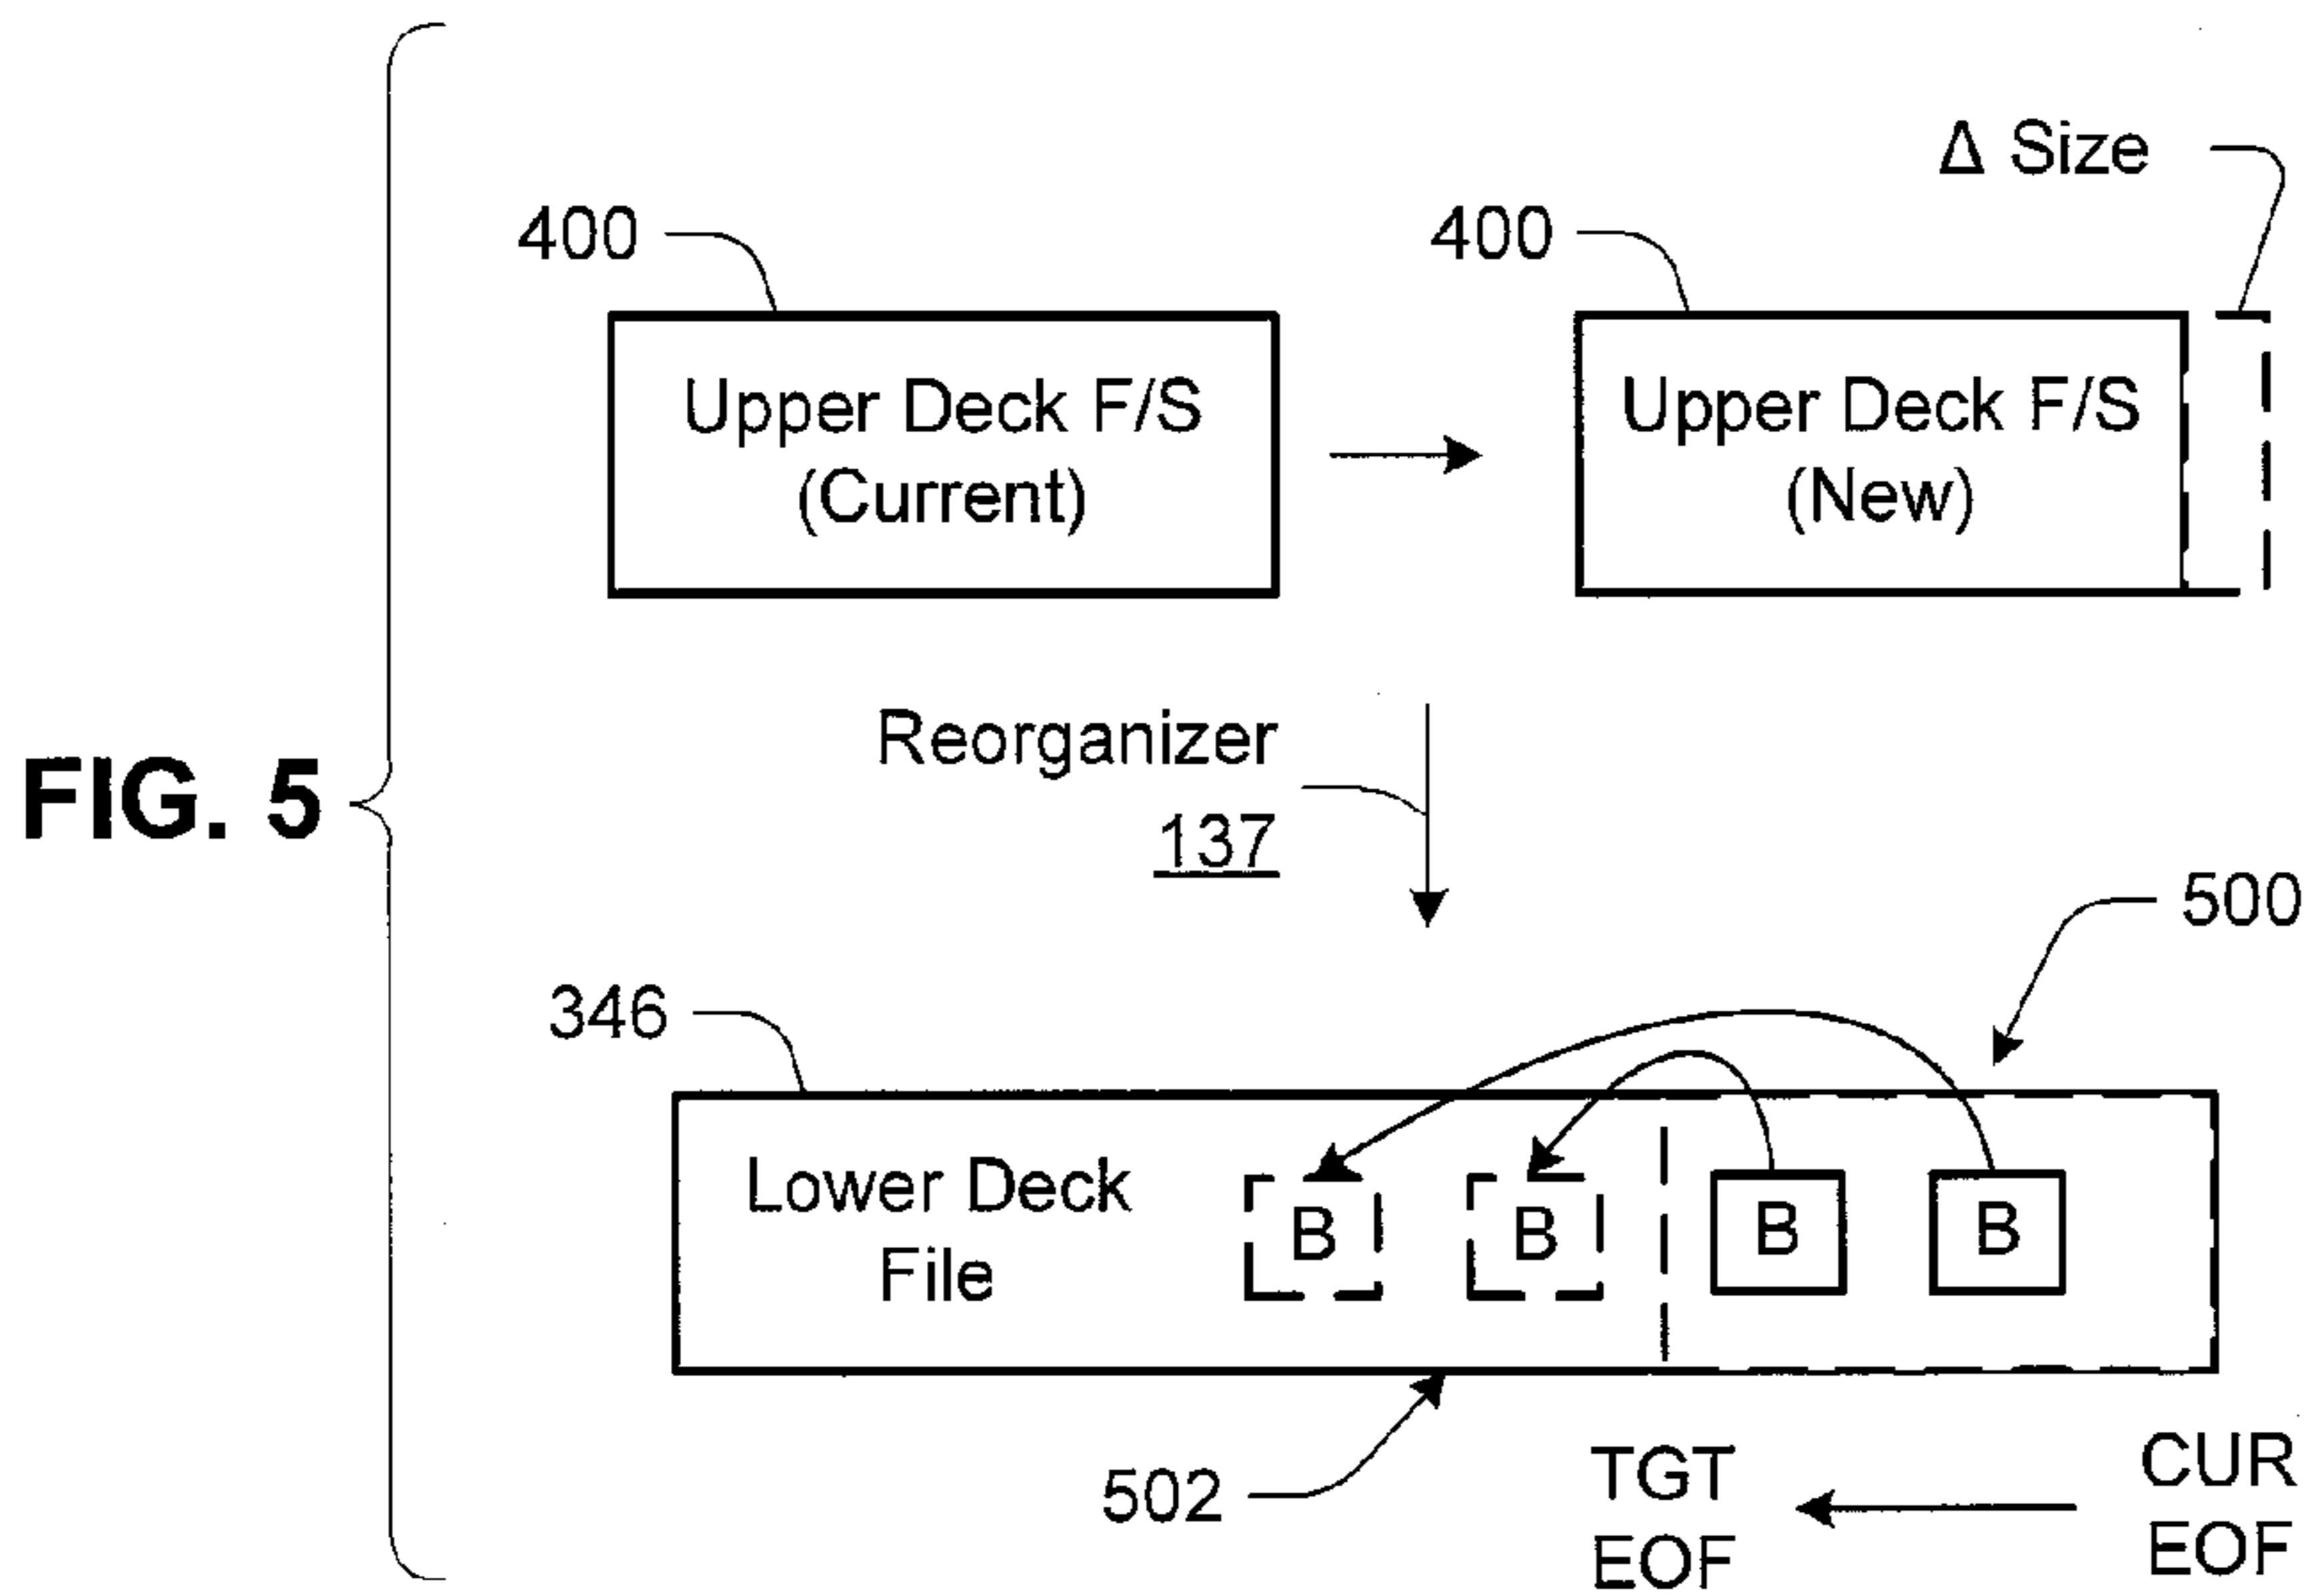 Δ Size
400
400
Upper Deck F/S
(Current)
Upper Deck F/S
(New)
Reorganizer
137
FIG. 5
500
346
Lower Deck
File
B
B
B
B
502
TGT
EOF
CUR
EOF